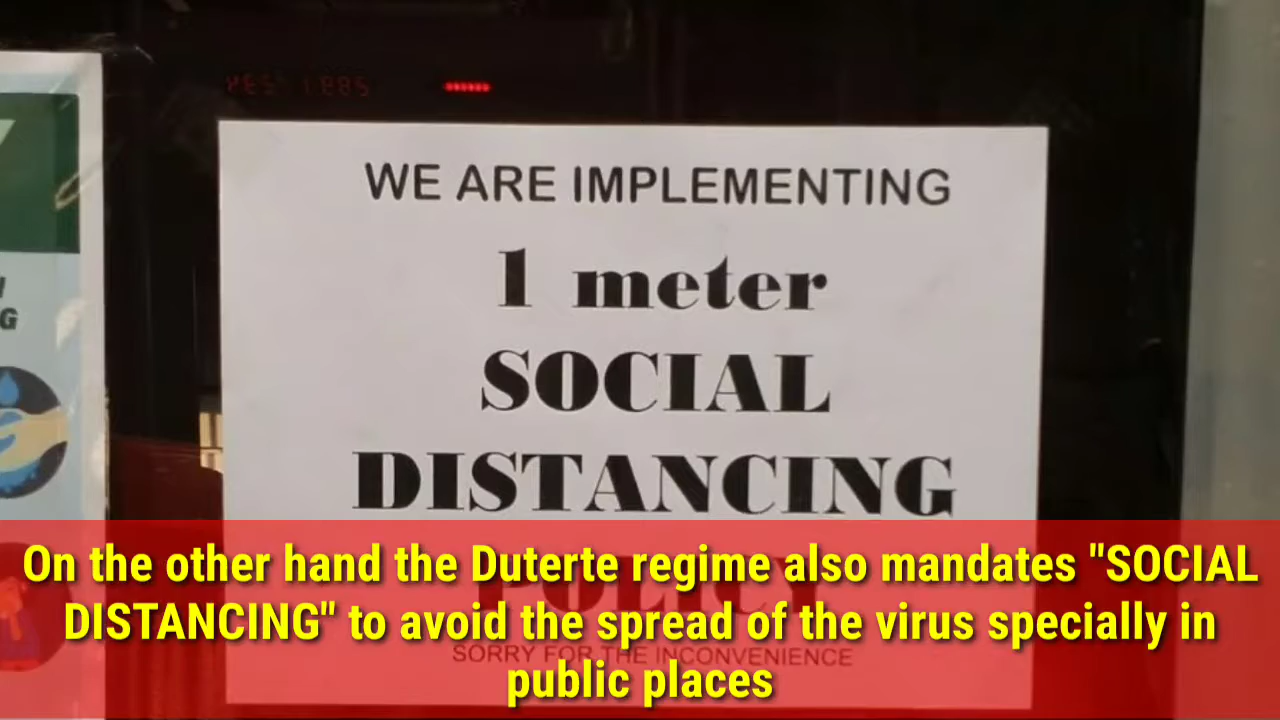 WE ARE IMPLEMENTING
1 meter
SOCIAL
DISTANCING
POLICY
SORRY FOR THE INCONVENIENCE
G
On the other hand the Duterte regime also mandates "SOCIAL
DISTANCING" to avoid the spread of the virus specially in
public places